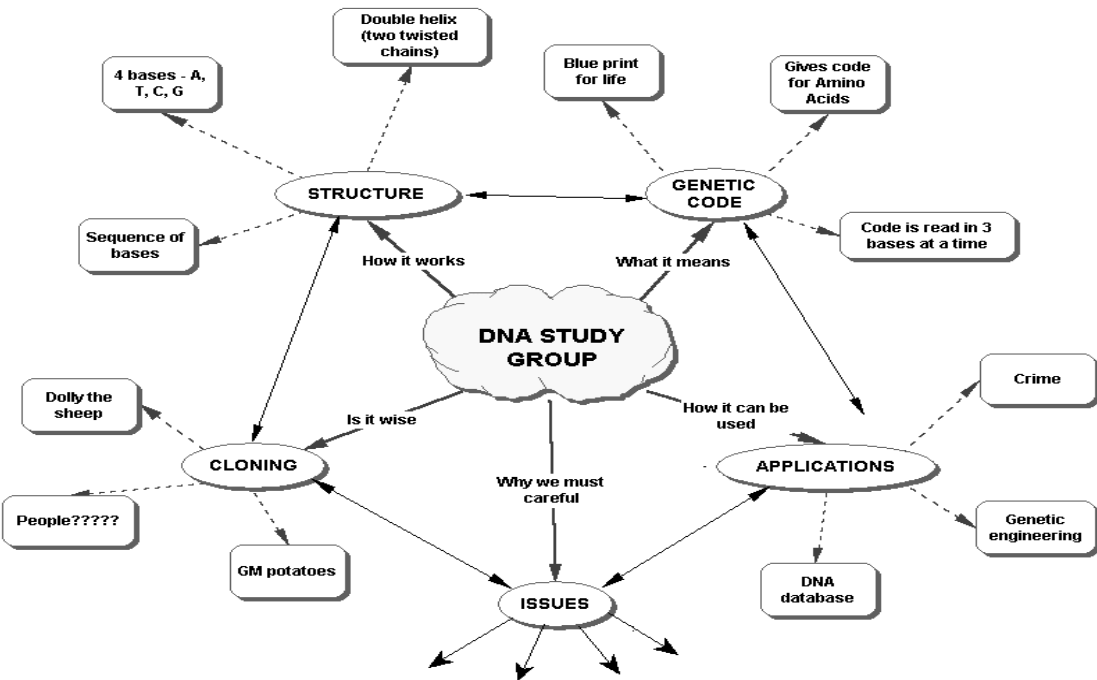 Double helix
(two twisted
chains)
4 bases - A,
T, C, G
Blue print
for life
Gives code
for Amino
Acids
STRUCTURE
GENETIC
CODE
Sequence of
bases
Code is read in 3
bases at a time
How it works
What it means
DNA STUDY
GROUP
Dolly the
sheep
Is it wise
How it can be
used
Crime
CLONING
Why we must
careful
APPLICATIONS
People?????
GM potatoes
Genetic
engineering
DNA
database
ISSUES